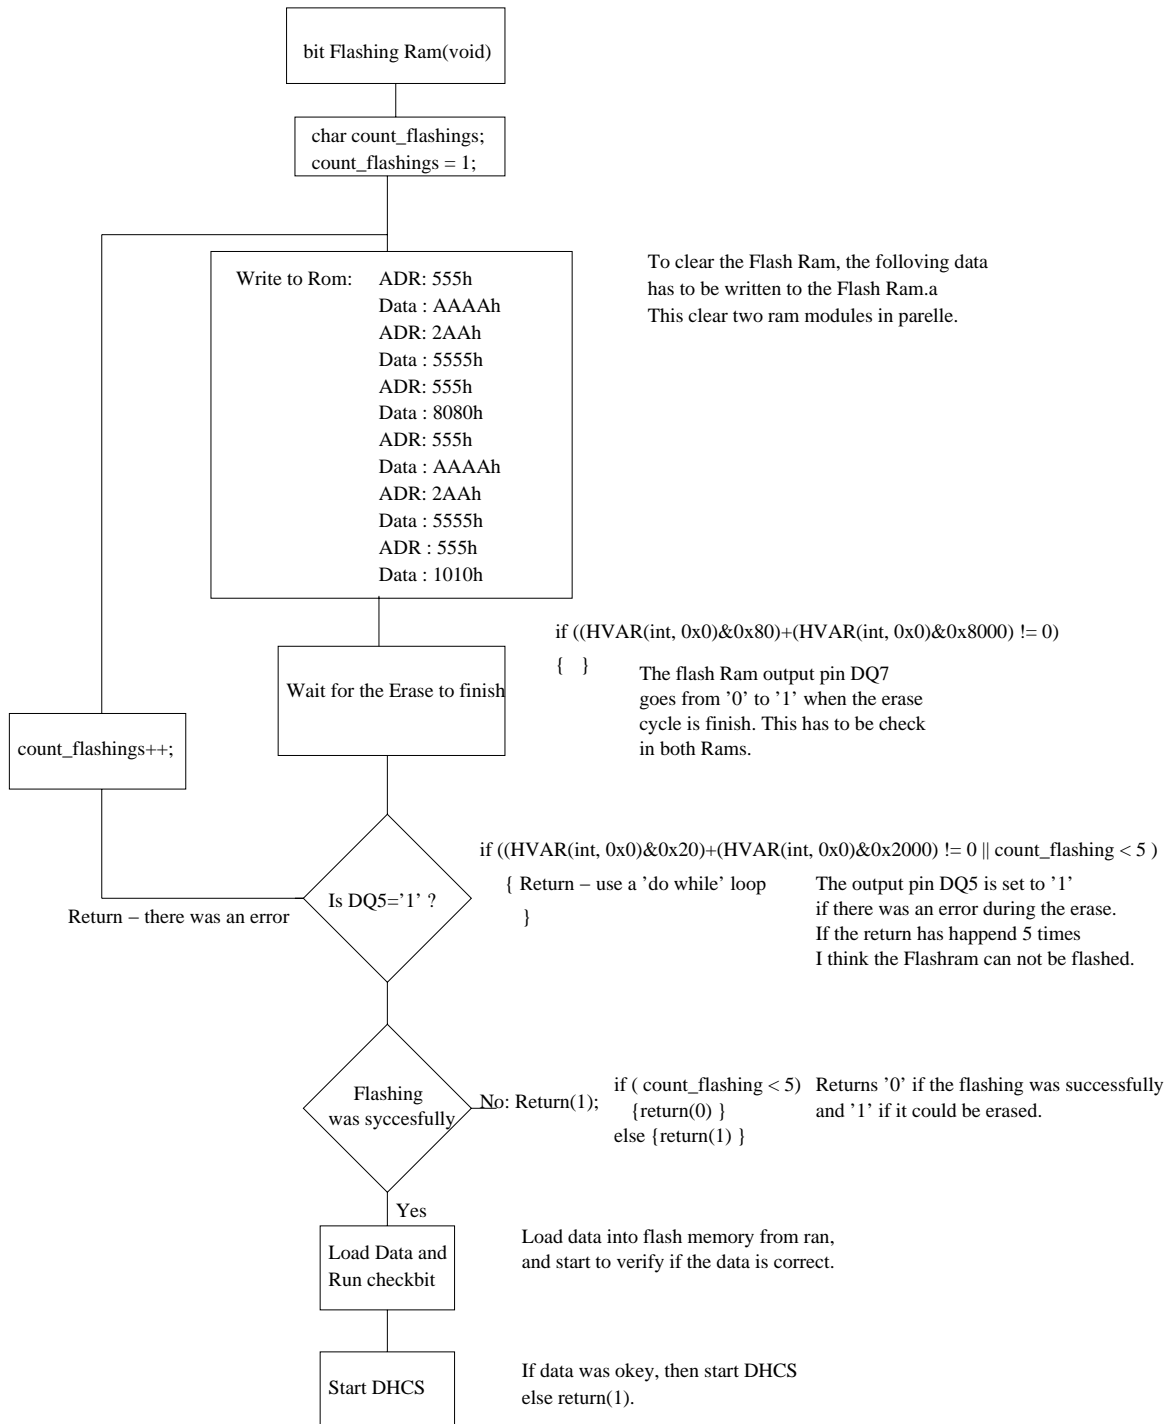 bit Flashing Ram(void)
char count_flashings;
count_flashings = 1;
Write to Rom:
ADR: 555h
Data : AAAAh
ADR: 2AAh
Data : 5555h
ADR: 555h
Data : 8080h
ADR: 555h
Data : AAAAh
ADR: 2AAh
Data : 5555h
ADR : 555h
Data : 1010h
To clear the Flash Ram, the folloving data
has to be written to the Flash Ram.a
This clear two ram modules in parelle.
Wait for the Erase to finish
if ((HVAR(int, 0x0)&0x80)+(HVAR(int, 0x0)&0x8000) != 0)
{ }
The flash Ram output pin DQ7
goes from ’0’ to ’1’ when the erase
cycle is finish. This has to be check
in both Rams.
count_flashings++;
Is DQ5=’1’ ?
Return − there was an error
if ((HVAR(int, 0x0)&0x20)+(HVAR(int, 0x0)&0x2000) != 0 || count_flashing < 5 )
{ Return − use a ’do while’ loop
}
The output pin DQ5 is set to ’1’
if there was an error during the erase.
If the return has happend 5 times
I think the Flashram can not be flashed.
Flashing
was syccesfully
No: Return(1);
if ( count_flashing < 5)
{return(0) }
else {return(1) }
Returns ’0’ if the flashing was successfully
and ’1’ if it could be erased.
Yes
Load Data and
Run checkbit
Load data into flash memory from ran,
and start to verify if the data is correct.
Start DHCS
If data was okey, then start DHCS
else return(1).